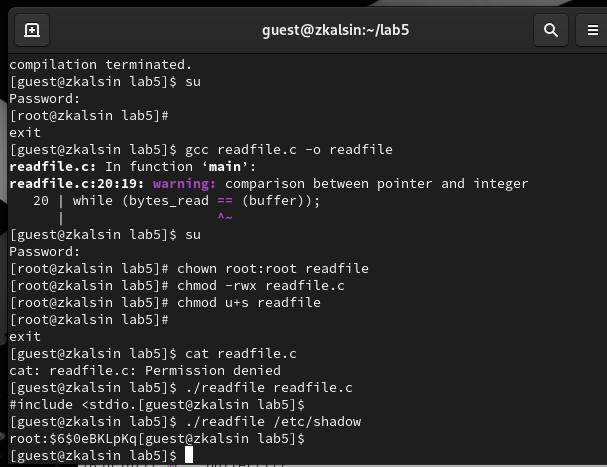 guest@zkalsin:~/lab5
compilation terminated.
[guest@zkalsin lab5]$ su
Password:
[root@zkalsin lab5]#
exit
[guest@zkalsin lab5]$ gcc readfile.c -o readfile
readfile.c: In function ‘main’:
readfile.c:20:19: warning: comparison between pointer and integer
   20 | while (bytes_read == (buffer));
      |                   ^~
[guest@zkalsin lab5]$ su
Password:
[root@zkalsin lab5]# chown root:root readfile
[root@zkalsin lab5]# chmod -rwx readfile.c
[root@zkalsin lab5]# chmod u+s readfile
[root@zkalsin lab5]#
exit
[guest@zkalsin lab5]$ cat readfile.c
cat: readfile.c: Permission denied
[guest@zkalsin lab5]$ ./readfile readfile.c
#include <stdio.[guest@zkalsin lab5]$
[guest@zkalsin lab5]$ ./readfile /etc/shadow
root:$6$0eBKLpKq[guest@zkalsin lab5]$
[guest@zkalsin lab5]$